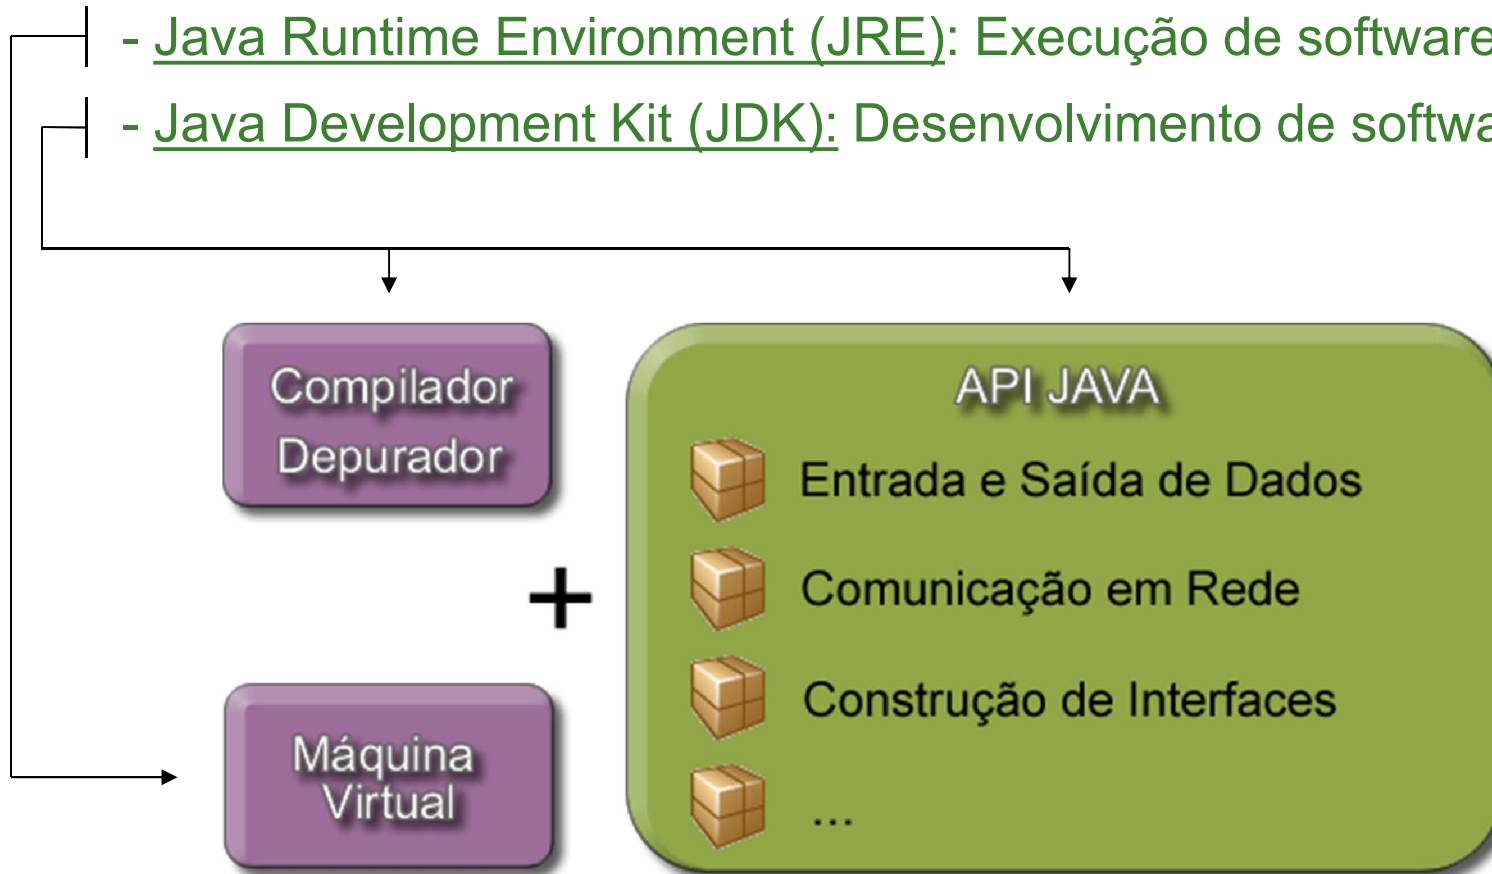 - Java Runtime Environment (JRE): Execução de software
- Java Development Kit (JDK): Desenvolvimento de softwa
Compilador
Depurador
API JAVA
Entrada e Saída de Dados
Comunicação em Rede
+
Construção de Interfaces
Máquina
Virtual
...